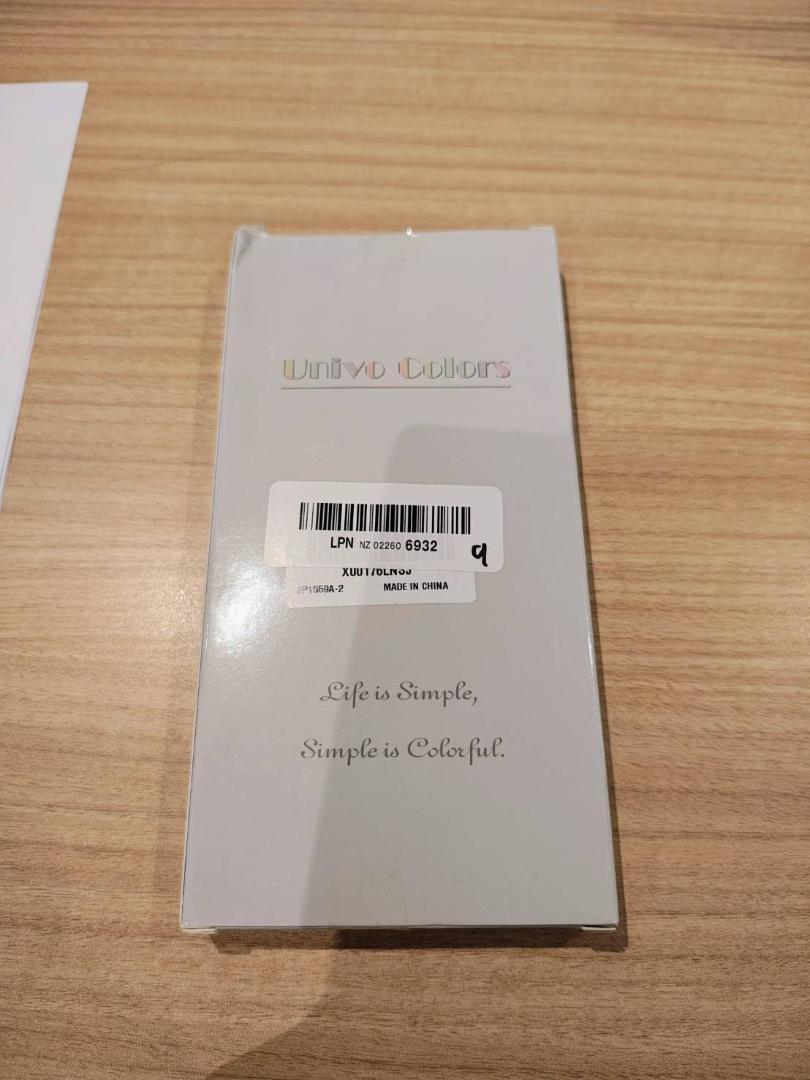 Univo Colors
LPN NZ 02260 6932
9
MADE IN CHINA
Life is Simple,
Simple is Colorful.